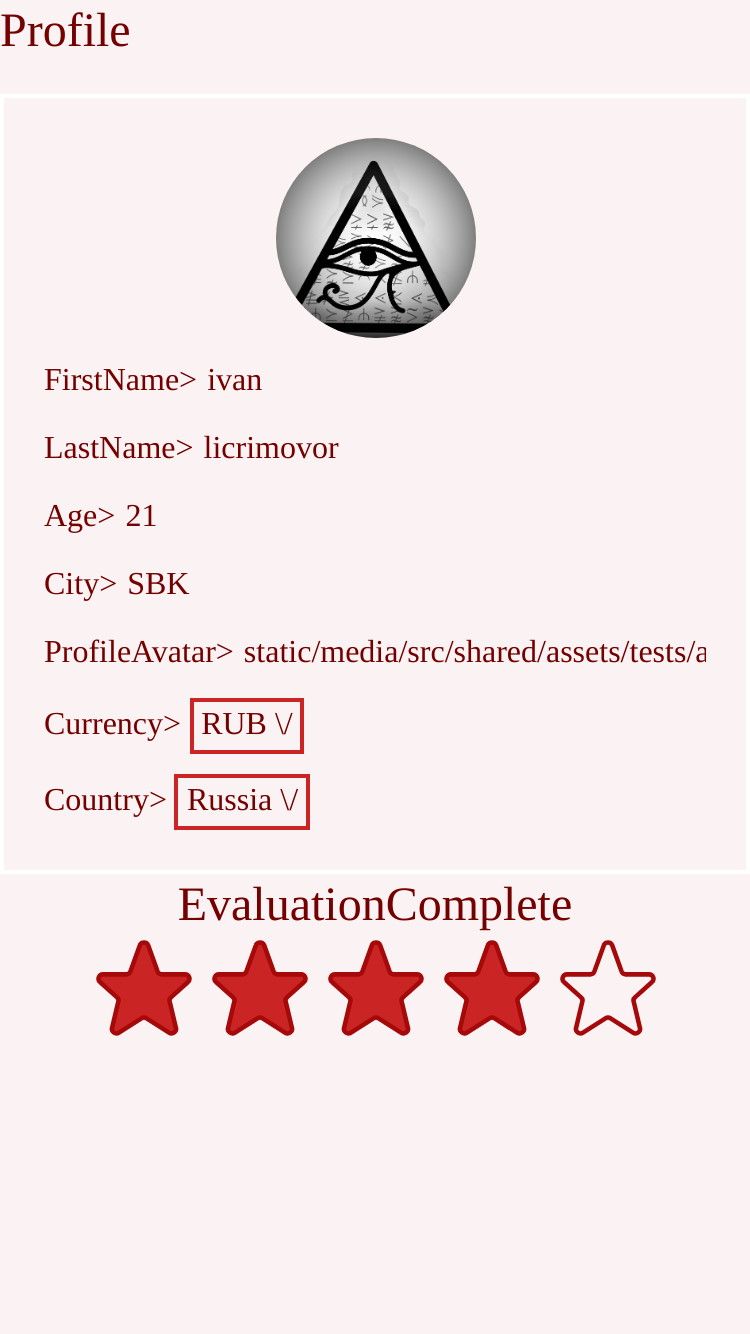 Profile
FirstName> ivan
LastName> licrimovor
Age> 21
City> SBK
ProfileAvatar> static/media/src/shared/assets/tests/a
Currency> RUB \/
Country> Russia \/
EvaluationComplete